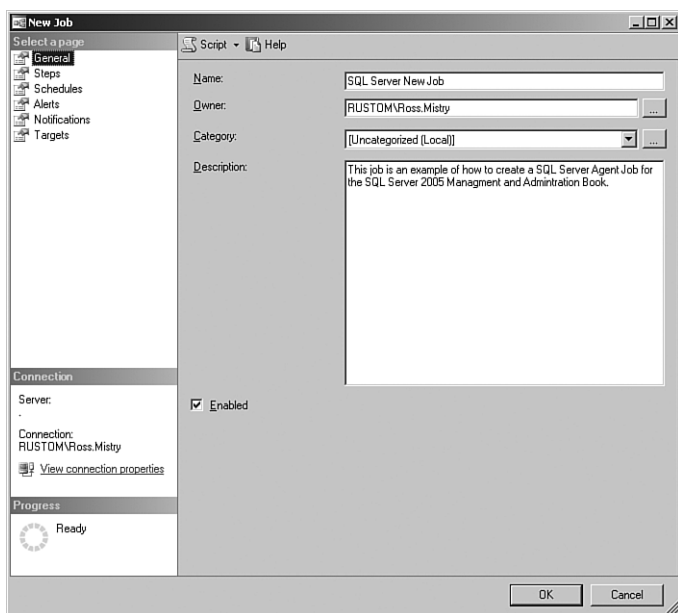 New Job
Select a page
General
Steps
Schedules
Alerts
Notifications
Targets
Script
Help
Name:
SQL Server New Job
Owner:
RUSTOM\Ross.Mistry
...
Category:
[Uncategorized (Local)]
...
Description:
This job is an example of how to create a SQL Server Agent Job for
the SQL Server 2005 Managment and Admintration Book.
Enabled
Connection
Server:
.
Connection:
RUSTOM\Ross.Mistry
View connection properties
Progress
Ready
OK
Cancel